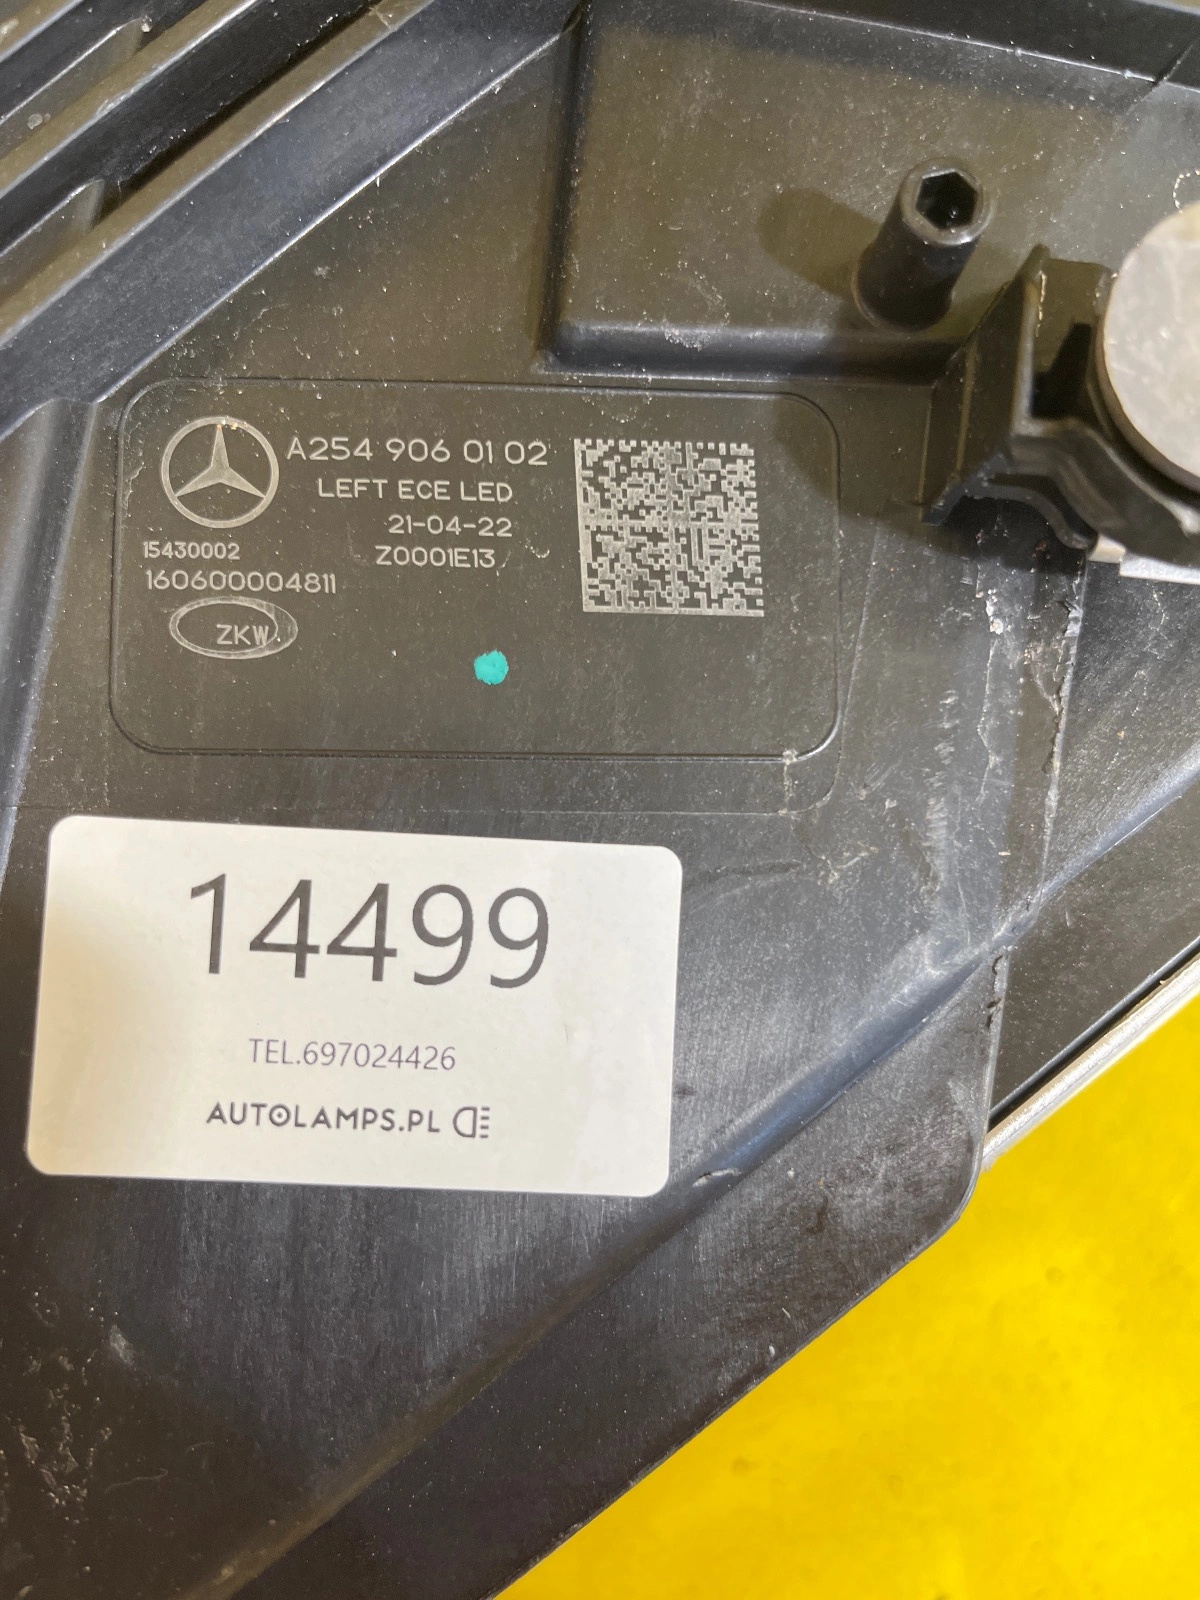 A254 906 01 02
LEFT ECE LED
21-04-22
15430002
Z0001E13
160600004811
ZKW
14499
TEL.697024426
AUTOLAMPS.PL